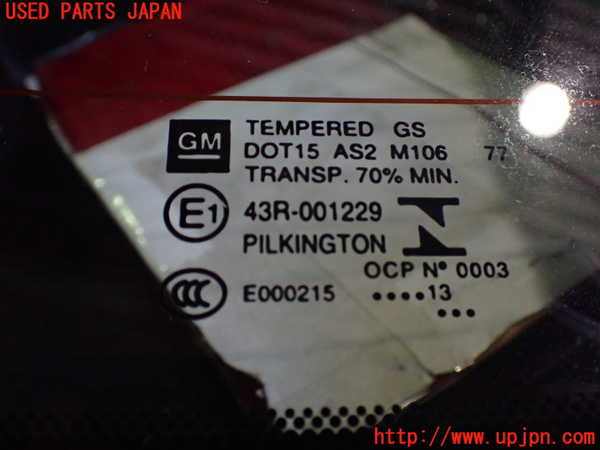 USED PARTS JAPAN
GM TEMPERED GS
DOT15 AS2 M106 77
TRANSP. 70% MIN.
E1 43R-001229
PILKINGTON
OCP Nº 0003
CCC E000215 ••••13
•••
http://www.upjpn.com/